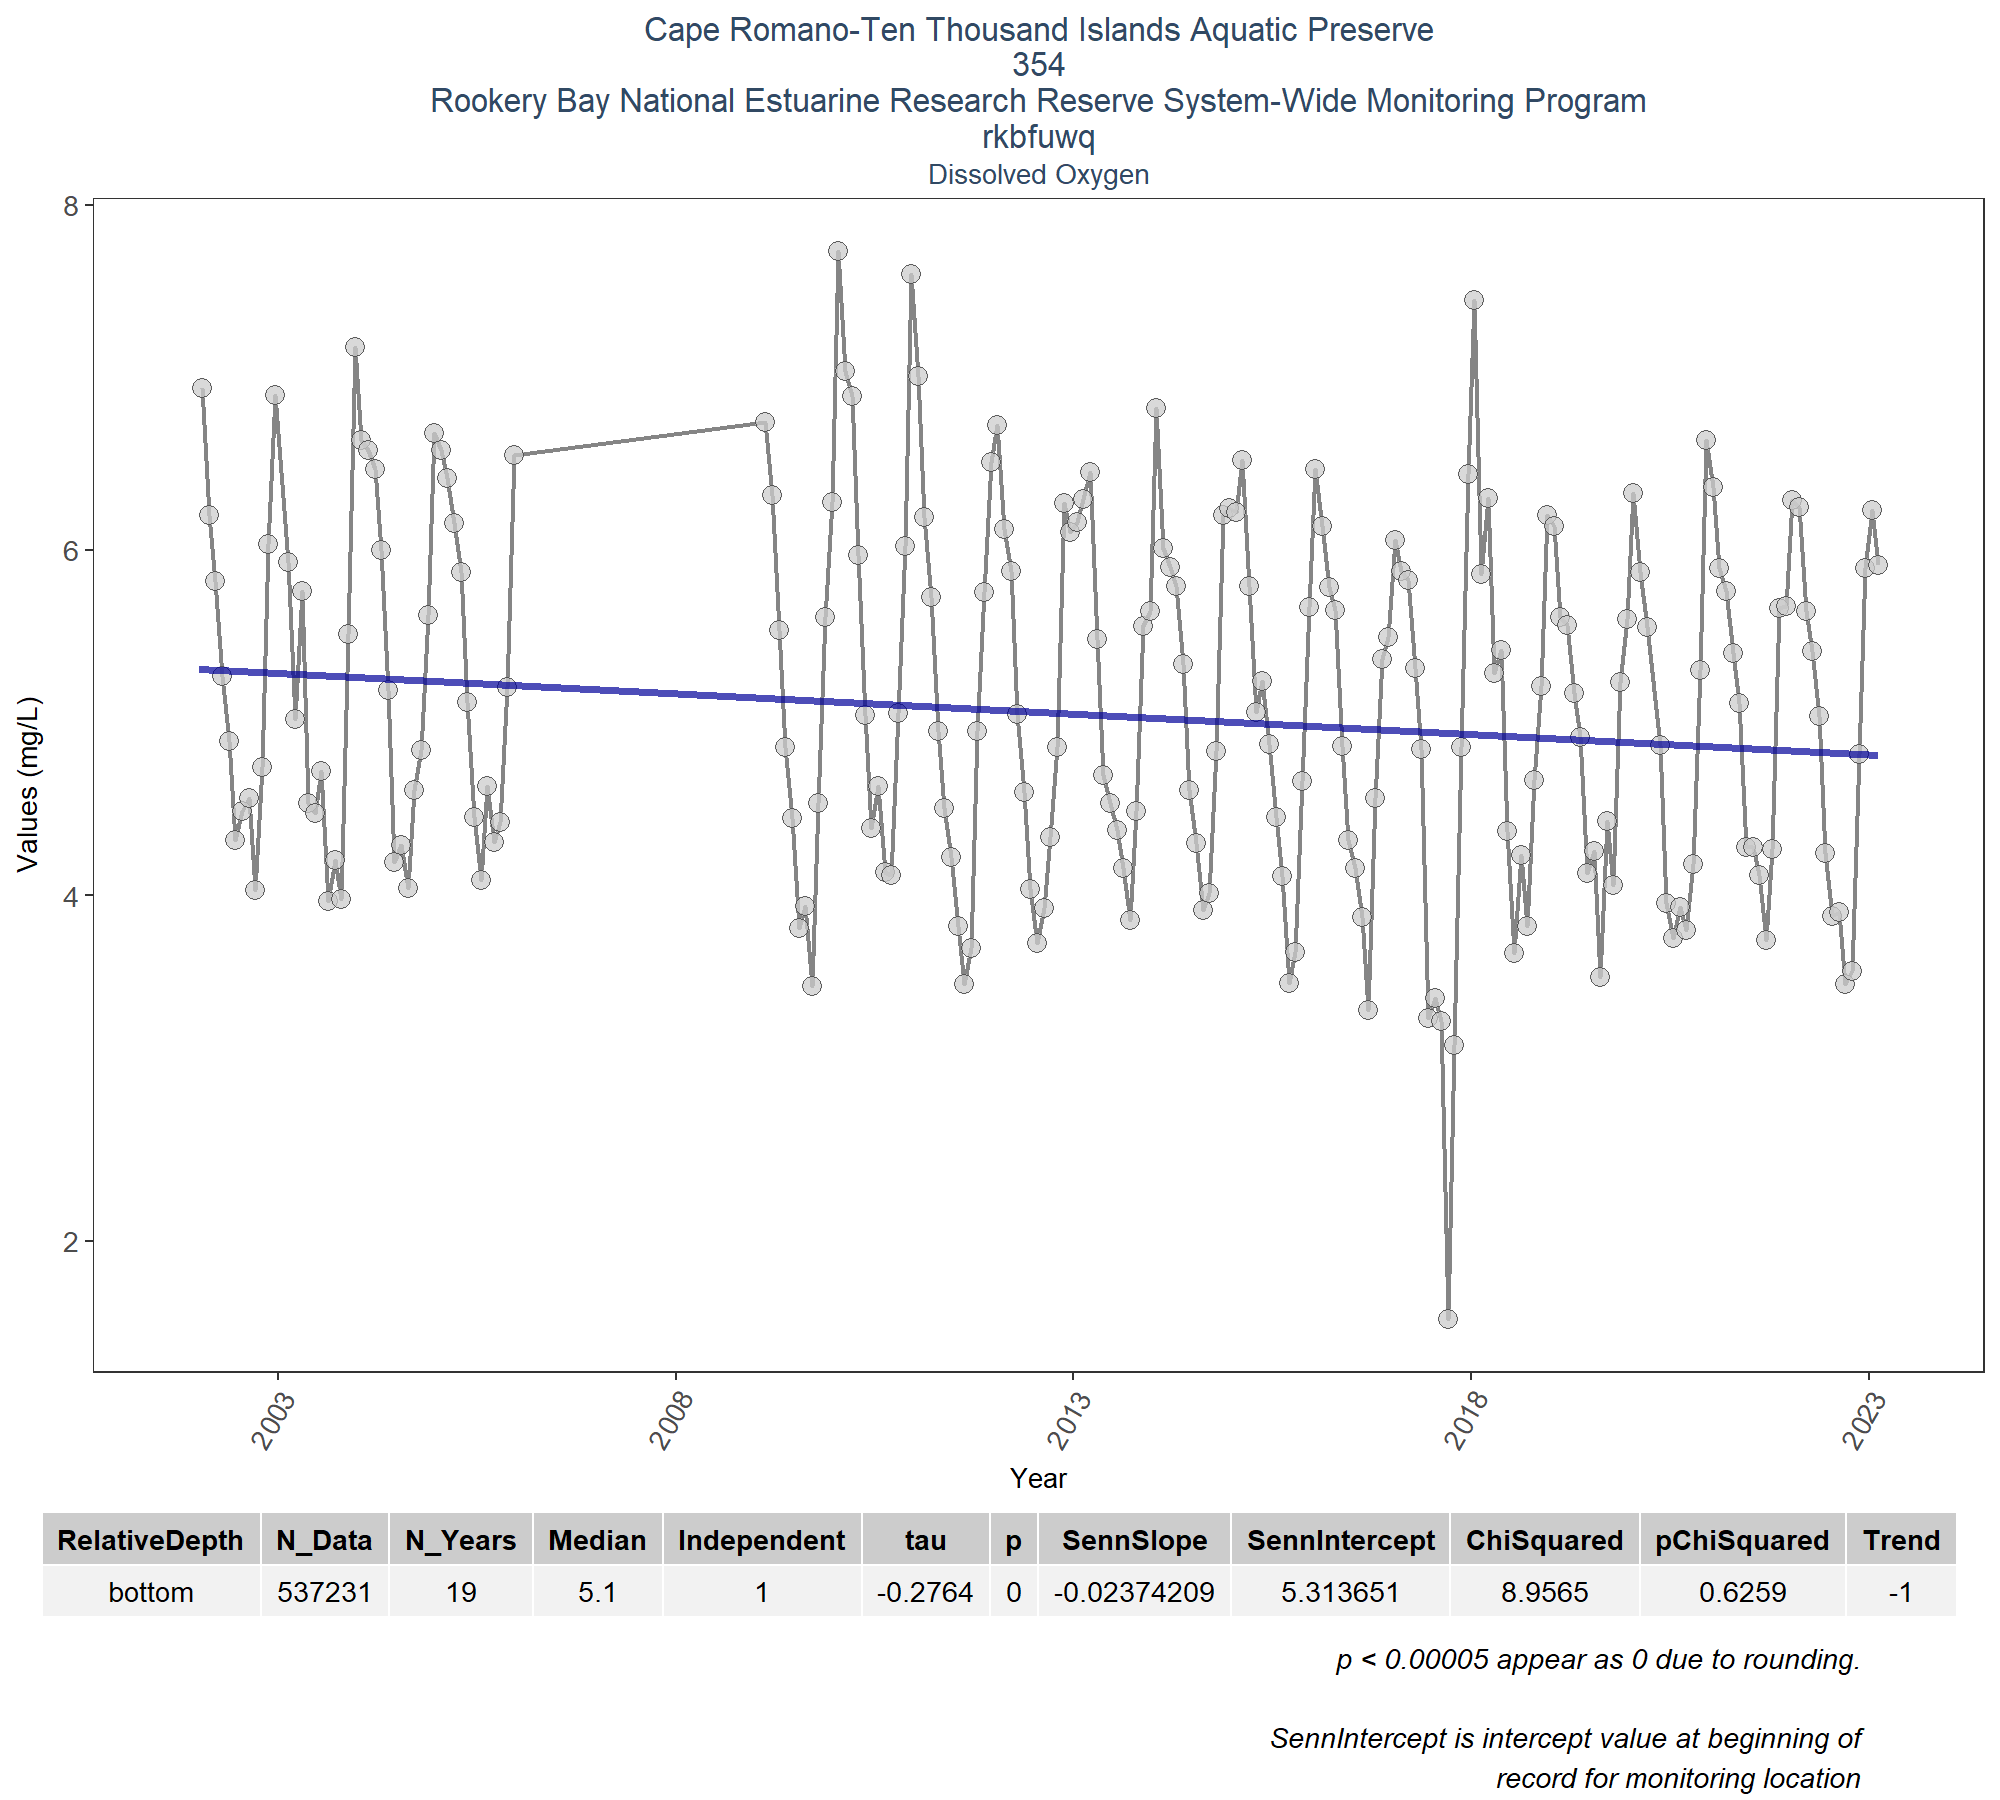 Cape Romano-Ten Thousand Islands Aquatic Preserve
354
Rookery Bay National Estuarine Research Reserve System-Wide Monitoring Program
rkbfuwq
Dissolved Oxygen
8
6
4
2
Values (mg/L)
2003 2008 2013 2018 2023
Year
RelativeDepth N_Data N_Years Median Independent tau p SennSlope SennIntercept ChiSquared pChiSquared Trend
bottom 537231 19 5.1 1 -0.2764 0 -0.02374209 5.313651 8.9565 0.6259 -1
p < 0.00005 appear as 0 due to rounding.
SennIntercept is intercept value at beginning of
record for monitoring location